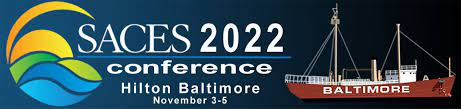 SACES 2022
conference
Hilton Baltimore
November 3-5
BALTIMORE